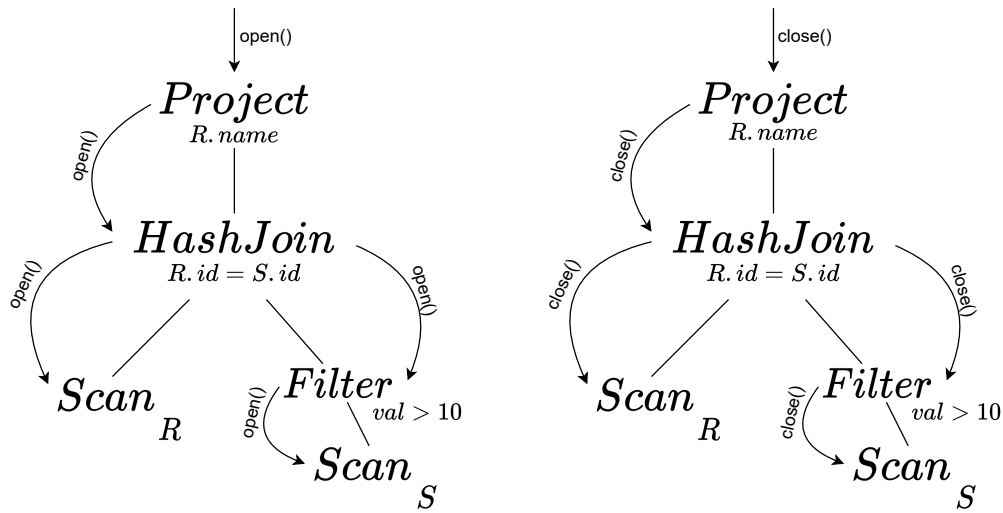 open()
Project
R.name
open()
HashJoin
R.id = S.id
open()
open()
Scan
R
Filter
val > 10
open()
Scan
S
close()
Project
R.name
close()
HashJoin
R.id = S.id
close()
close()
Scan
R
Filter
val > 10
close()
Scan
S